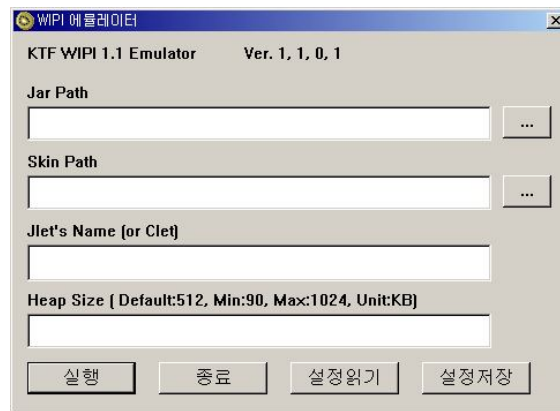 WIPI 에뮬레이터
KTF WIPI 1.1 Emulator Ver. 1, 1, 0, 1
Jar Path
...
Skin Path
...
Jlet's Name (or Clet)
Heap Size ( Default:512, Min:90, Max:1024, Unit:KB)
실행 종료 설정읽기 설정저장